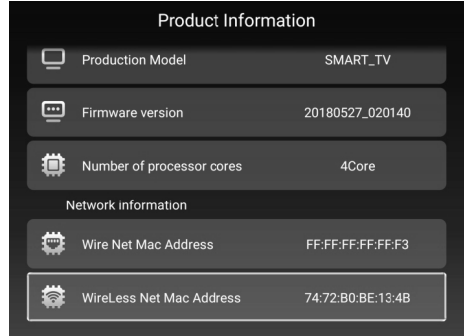 Product Information
Production Model SMART_TV
Firmware version 20180527_020140
Number of processor cores 4Core
Network information
Wire Net Mac Address FF:FF:FF:FF:FF:F3
WireLess Net Mac Address 74:72:B0:BE:13:4B